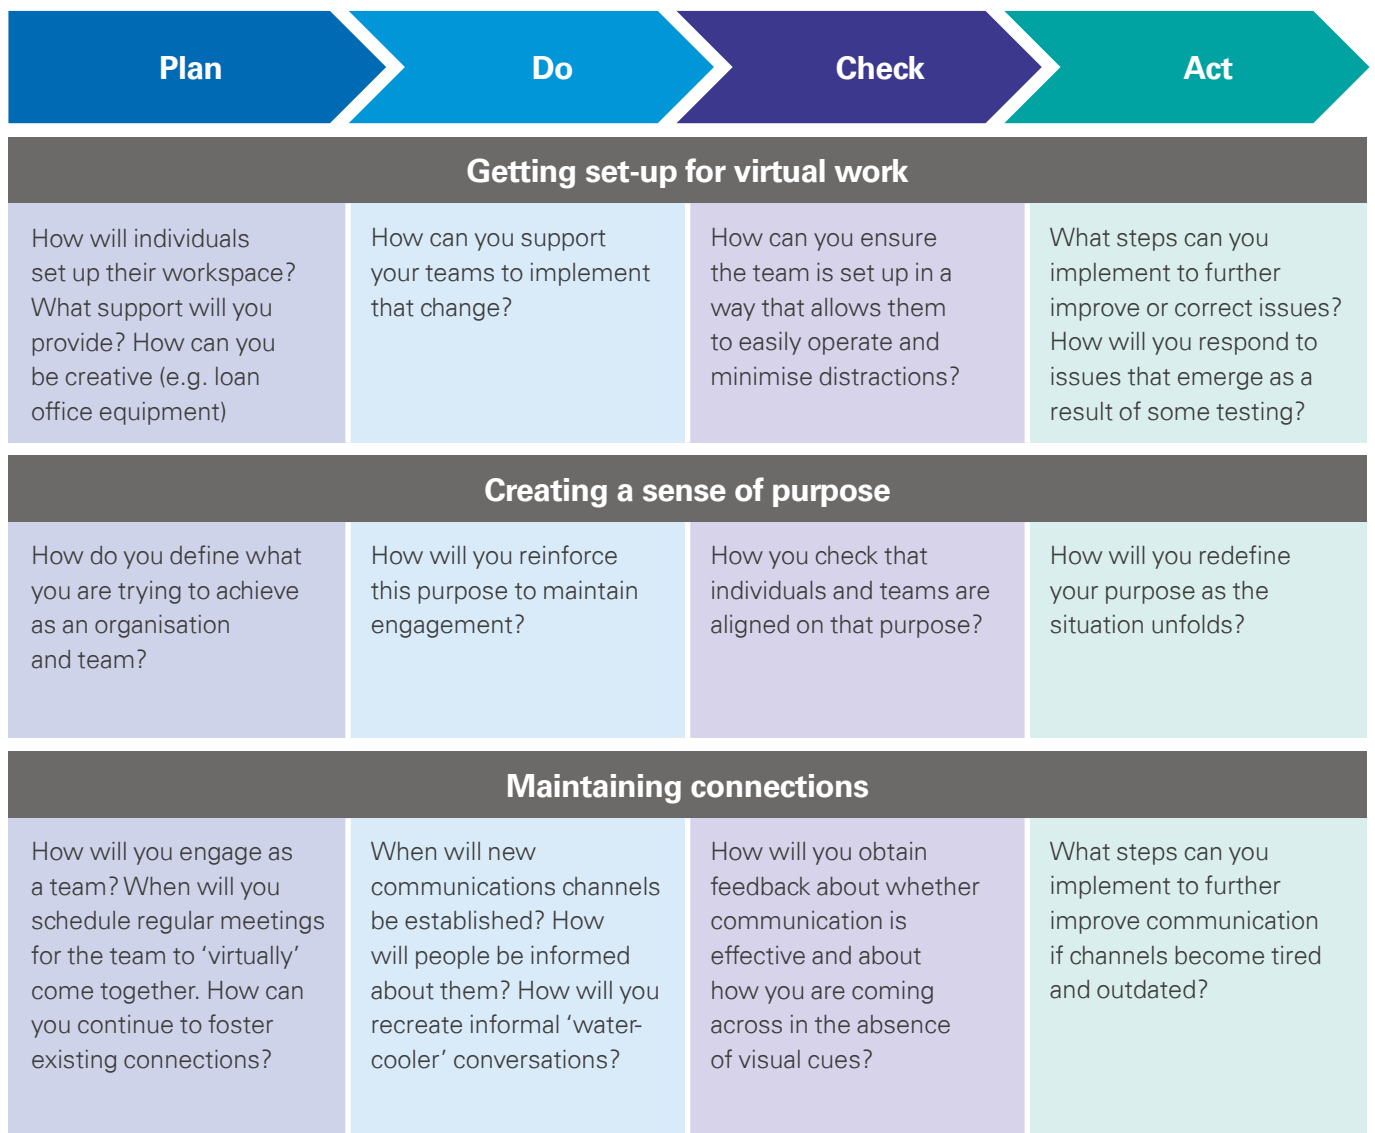 Plan
Do
Check
Act
Getting set-up for virtual work
How will individuals
set up their workspace?
What support will you
provide? How can you
be creative (e.g. loan
office equipment)
How can you support
your teams to implement
that change?
How can you ensure
the team is set up in a
way that allows them
to easily operate and
minimise distractions?
What steps can you
implement to further
improve or correct issues?
How will you respond to
issues that emerge as a
result of some testing?
Creating a sense of purpose
How do you define what
you are trying to achieve
as an organisation
and team?
How will you reinforce
this purpose to maintain
engagement?
How you check that
individuals and teams are
aligned on that purpose?
How will you redefine
your purpose as the
situation unfolds?
Maintaining connections
How will you engage as
a team? When will you
schedule regular meetings
for the team to ‘virtually’
come together. How can
you continue to foster
existing connections?
When will new
communications channels
be established? How
will people be informed
about them? How will you
recreate informal ‘water-
cooler’ conversations?
How will you obtain
feedback about whether
communication is
effective and about
how you are coming
across in the absence
of visual cues?
What steps can you
implement to further
improve communication
if channels become tired
and outdated?